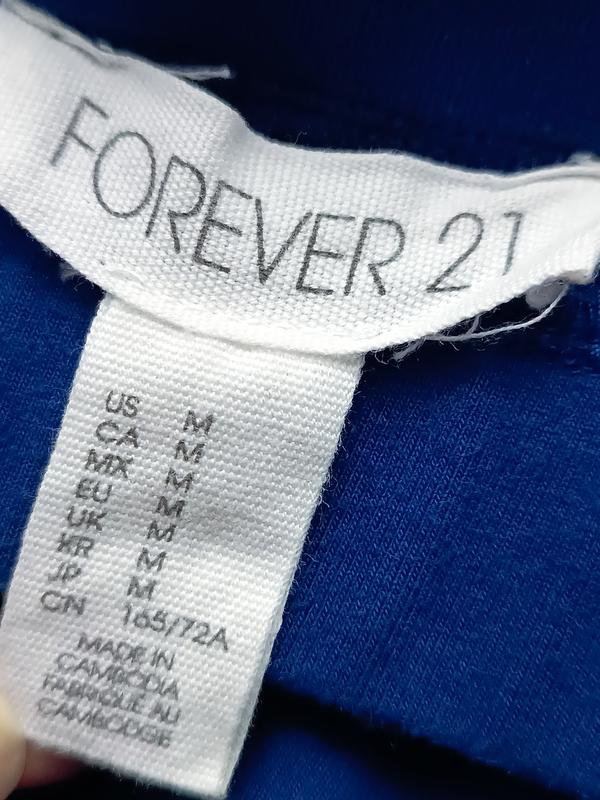 FOREVER 21
US M
CA M
MX M
EU M
UK M
KR M
JP M
CN 165/72A
MADE IN
CAMBODIA
FABRIQUE AU
CAMBODGE